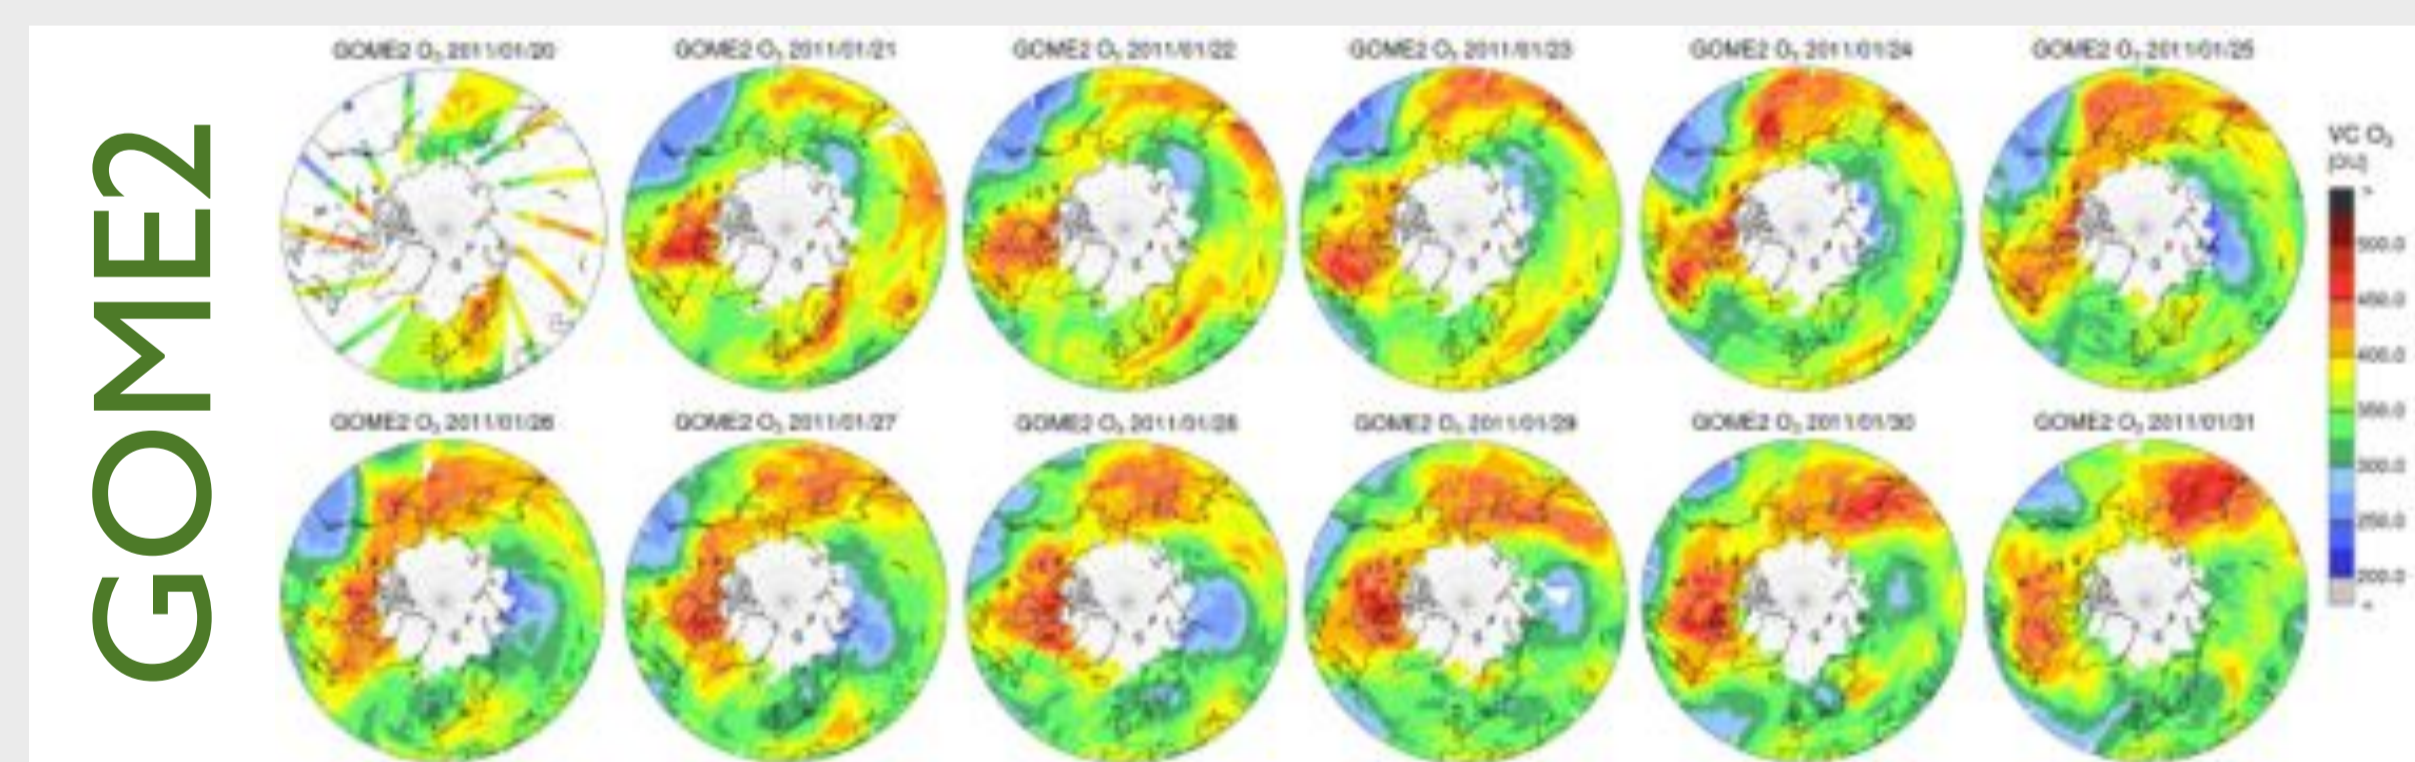 GOME2
GOME2 O₃ 2011/01/20
GOME2 O₃ 2011/01/21
GOME2 O₃ 2011/01/22
GOME2 O₃ 2011/01/23
GOME2 O₃ 2011/01/24
GOME2 O₃ 2011/01/25
VC O₃
[DU]
>
500.0
450.0
400.0
350.0
300.0
250.0
200.0
<
GOME2 O₃ 2011/01/26
GOME2 O₃ 2011/01/27
GOME2 O₃ 2011/01/28
GOME2 O₃ 2011/01/29
GOME2 O₃ 2011/01/30
GOME2 O₃ 2011/01/31